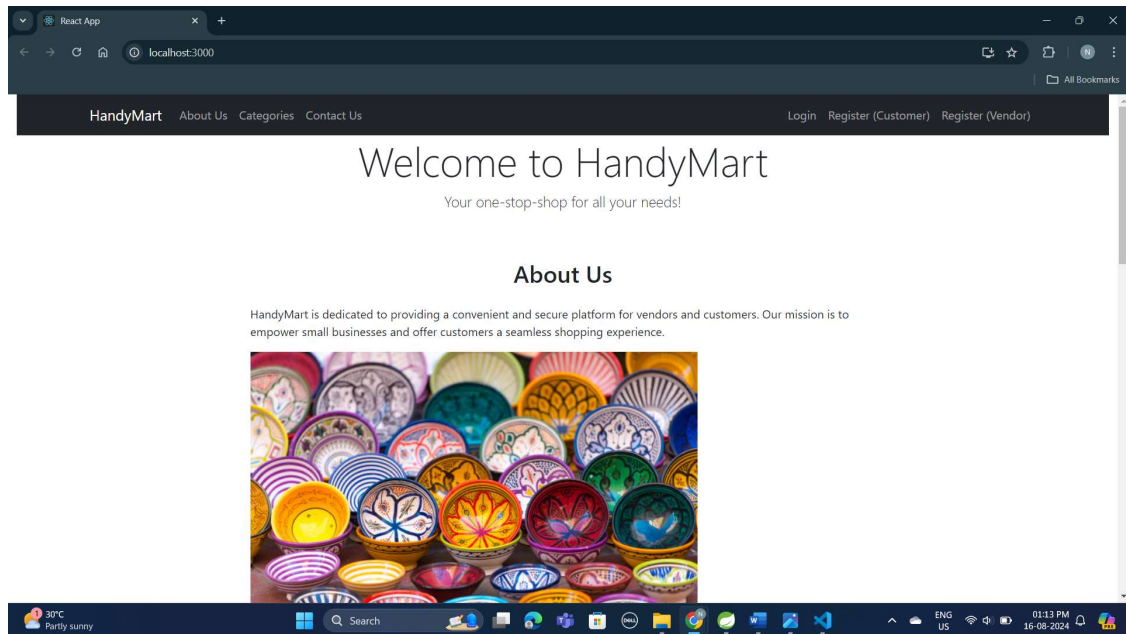 React App
localhost:3000
N
All Bookmarks
HandyMart About Us Categories Contact Us Login Register (Customer) Register (Vendor)
Welcome to HandyMart
Your one-stop-shop for all your needs!
About Us
HandyMart is dedicated to providing a convenient and secure platform for vendors and customers. Our mission is to
empower small businesses and offer customers a seamless shopping experience.
1
30°C
Partly sunny
Search
DELL
W
ENG
US
01:13 PM
16-08-2024
PRE